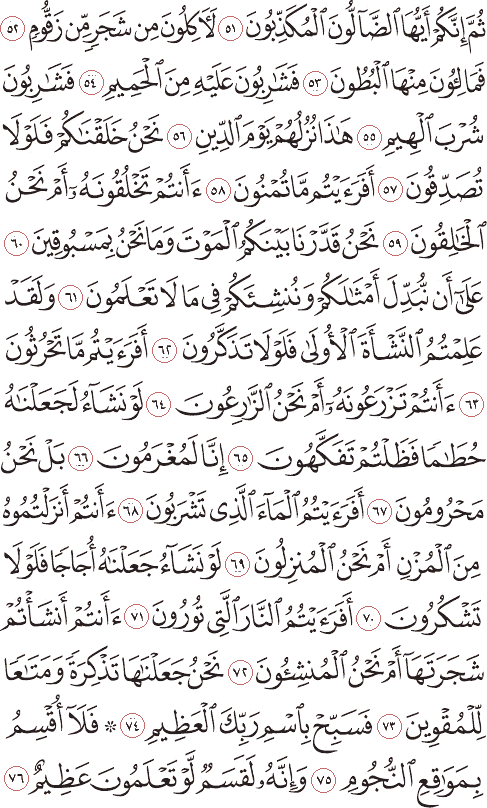 ثُمَّ إِنَّكُمْ أَيُّهَا ٱلضَّآلُّونَ ٱلْمُكَذِّبُونَ ٥١ لَأٓكِلُونَ مِن شَجَرٍ مِّن زَقُّومٍ ٥٢
فَمَالِـُٔونَ مِنْهَا ٱلْبُطُونَ ٥٣ فَشَٰرِبُونَ عَلَيْهِ مِنَ ٱلْحَمِيمِ ٥٤ فَشَٰرِبُونَ
شُرْبَ ٱلْهِيمِ ٥٥ هَٰذَا نُزُلُهُمْ يَوْمَ ٱلدِّينِ ٥٦ نَحْنُ خَلَقْنَٰكُمْ فَلَوْلَا
تُصَدِّقُونَ ٥٧ أَفَرَءَيْتُم مَّا تُمْنُونَ ٥٨ ءَأَنتُمْ تَخْلُقُونَهُۥٓ أَمْ نَحْنُ
ٱلْخَٰلِقُونَ ٥٩ نَحْنُ قَدَّرْنَا بَيْنَكُمُ ٱلْمَوْتَ وَمَا نَحْنُ بِمَسْبُوقِينَ ٦٠
عَلَىٰٓ أَن نُّبَدِّلَ أَمْثَٰلَكُمْ وَنُنشِئَكُمْ فِى مَا لَا تَعْلَمُونَ ٦١ وَلَقَدْ
عَلِمْتُمُ ٱلنَّشْأَةَ ٱلْأُولَىٰ فَلَوْلَا تَذَكَّرُونَ ٦٢ أَفَرَءَيْتُم مَّا تَحْرُثُونَ
٦٣ ءَأَنتُمْ تَزْرَعُونَهُۥٓ أَمْ نَحْنُ ٱلزَّٰرِعُونَ ٦٤ لَوْ نَشَآءُ لَجَعَلْنَٰهُ
حُطَٰمًا فَظَلْتُمْ تَفَكَّهُونَ ٦٥ إِنَّا لَمُغْرَمُونَ ٦٦ بَلْ نَحْنُ
مَحْرُومُونَ ٦٧ أَفَرَءَيْتُمُ ٱلْمَآءَ ٱلَّذِى تَشْرَبُونَ ٦٨ ءَأَنتُمْ أَنزَلْتُمُوهُ
مِنَ ٱلْمُزْنِ أَمْ نَحْنُ ٱلْمُنزِلُونَ ٦٩ لَوْ نَشَآءُ جَعَلْنَٰهُ أُجَاجًا فَلَوْلَا
تَشْكُرُونَ ٧٠ أَفَرَءَيْتُمُ ٱلنَّارَ ٱلَّتِى تُورُونَ ٧١ ءَأَنتُمْ أَنشَأْتُمْ
شَجَرَتَهَآ أَمْ نَحْنُ ٱلْمُنشِـُٔونَ ٧٢ نَحْنُ جَعَلْنَٰهَا تَذْكِرَةً وَمَتَٰعًا
لِّلْمُقْوِينَ ٧٣ فَسَبِّحْ بِٱسْمِ رَبِّكَ ٱلْعَظِيمِ ٧٤ ۞ فَلَآ أُقْسِمُ
بِمَوَٰقِعِ ٱلنُّجُومِ ٧٥ وَإِنَّهُۥ لَقَسَمٌ لَّوْ تَعْلَمُونَ عَظِيمٌ ٧٦